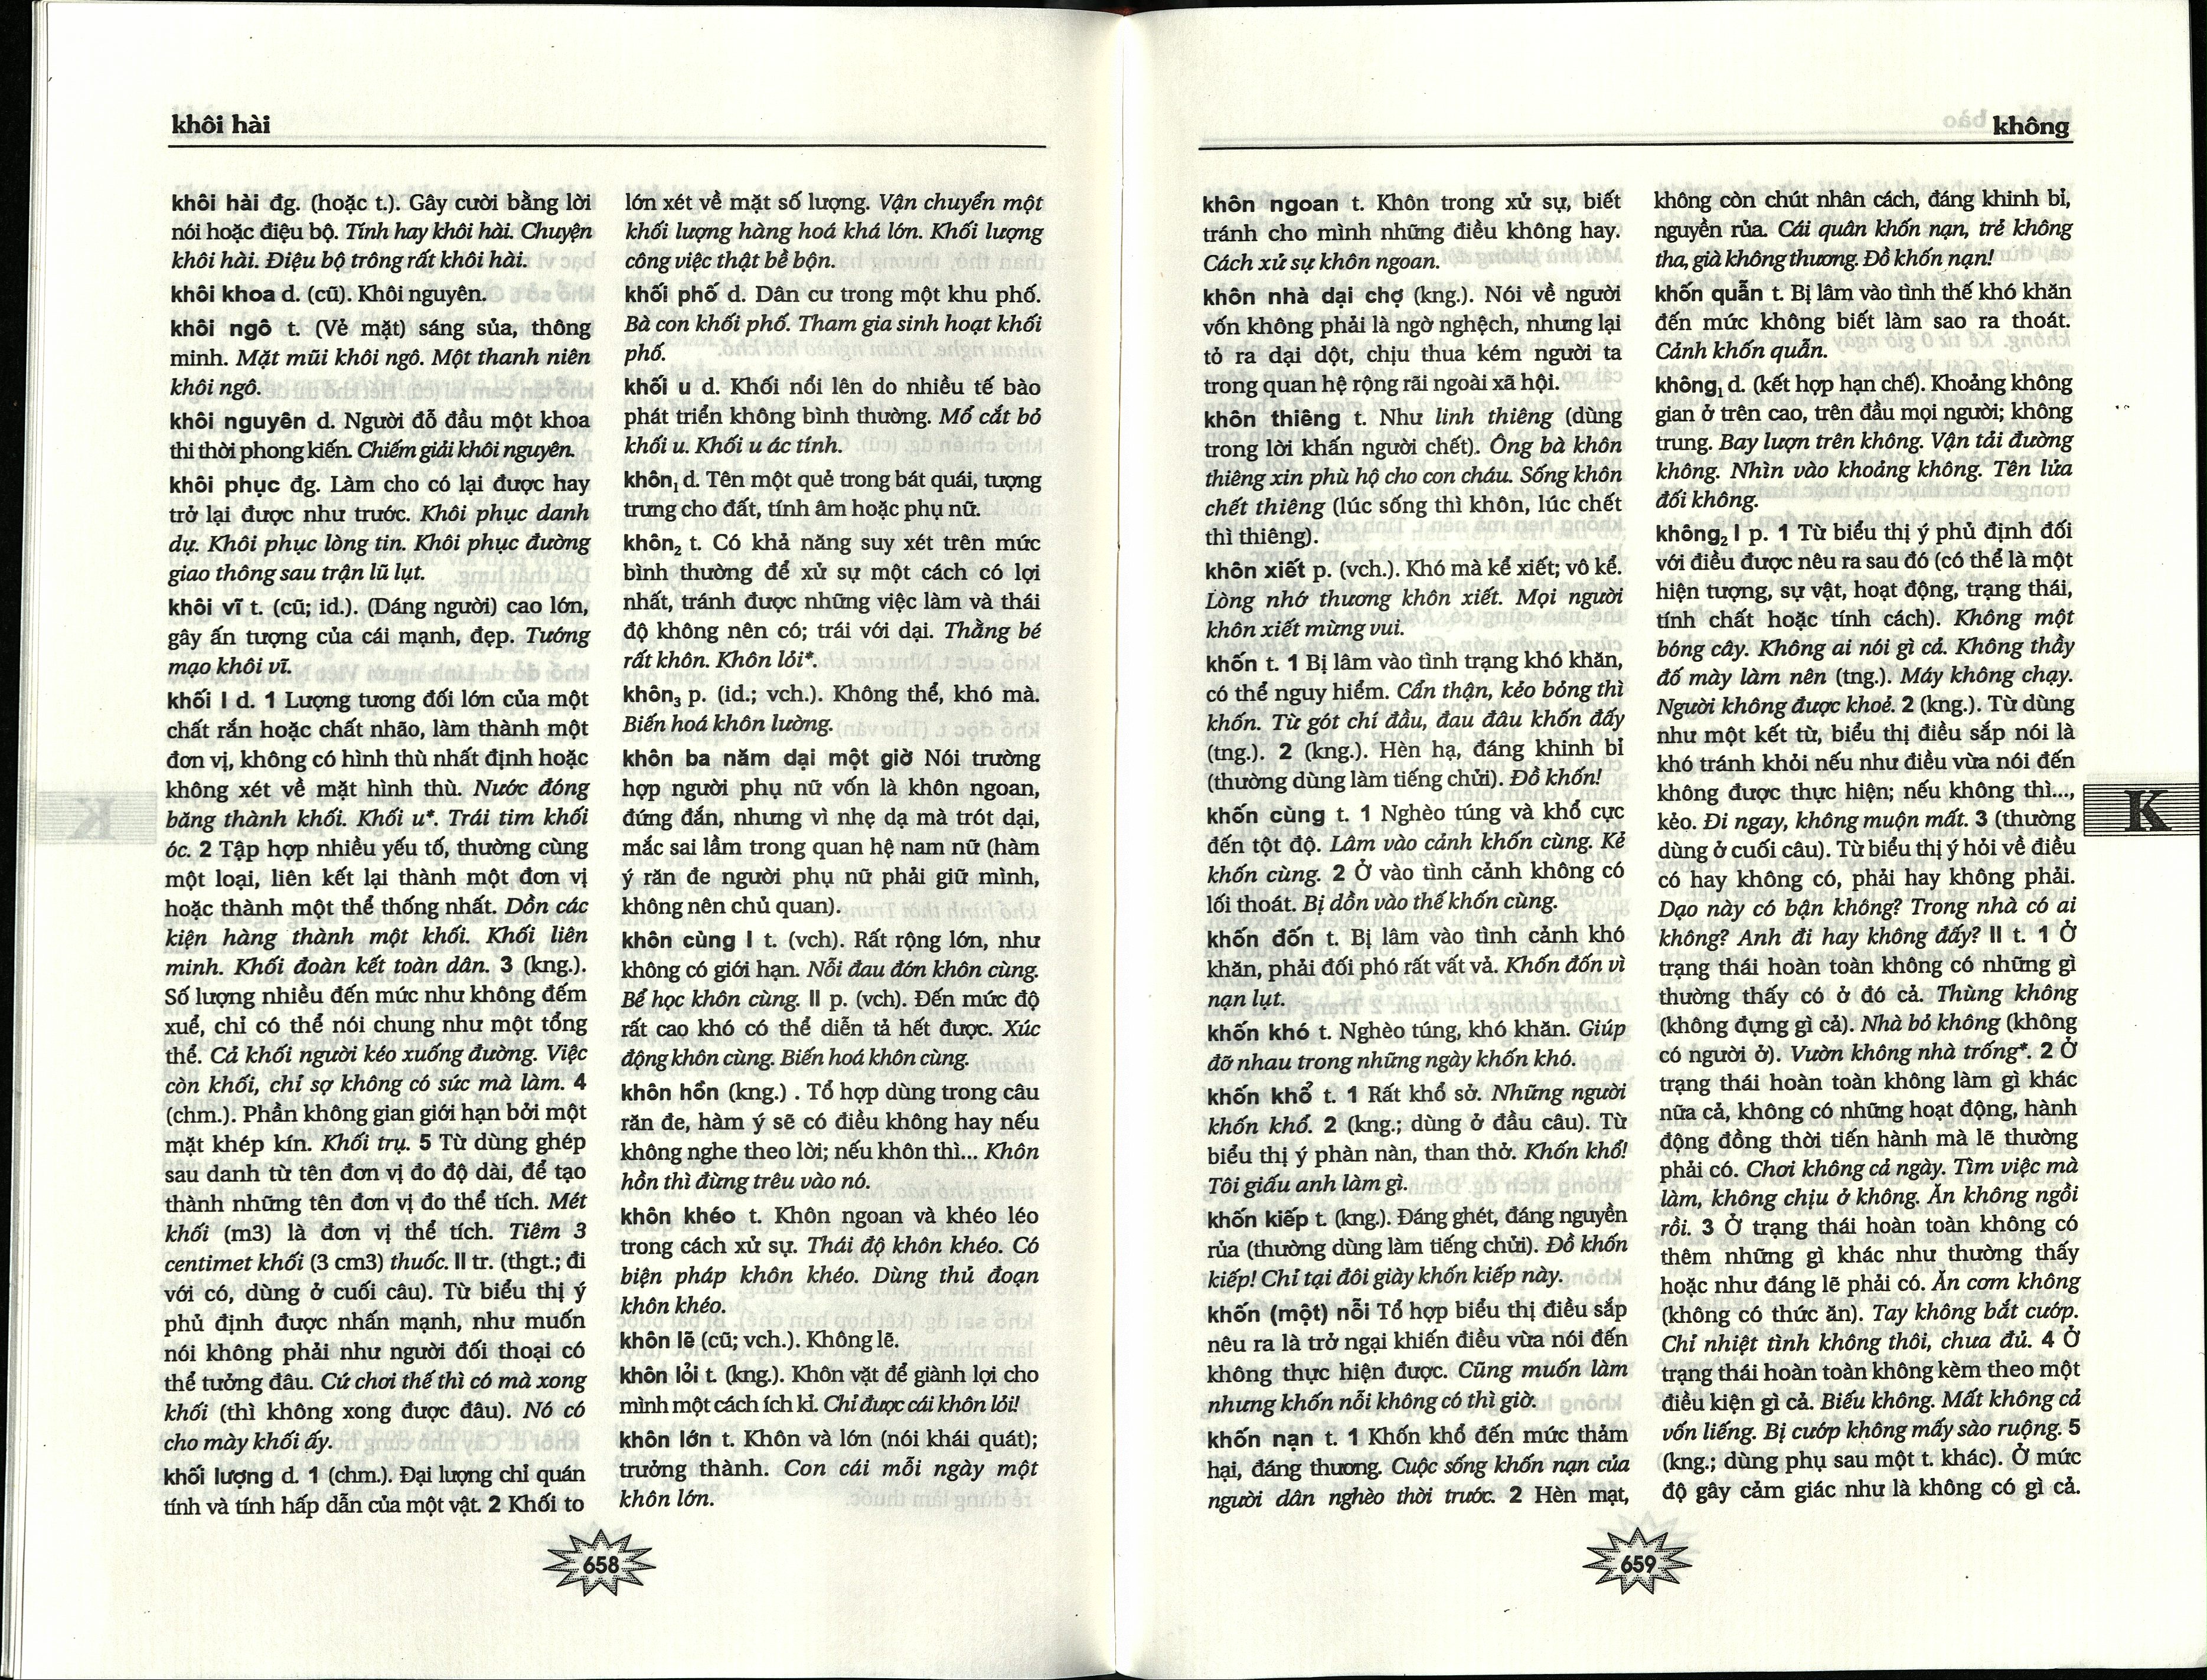 khôi hài
khôi hài đg. (hoặc t.). Gây cười bằng lời
nói hoặc điệu bộ. Tính hay khôi hài. Chuyện
khôi hài. Điệu bộ trông rất khôi hài.
khôi khoa d. (cũ). Khôi nguyên.
khôi ngô t. (Vẻ mặt) sáng sủa, thông
minh. Mặt mũi khôi ngô. Một thanh niên
khôi ngô.
khôi nguyên d. Người đỗ đầu một khoa
thi thời phong kiến. Chiếm giải khôi nguyên.
khôi phục đg. Làm cho có lại được hay
trở lại được như trước. Khôi phục danh
dự. Khôi phục lòng tin. Khôi phục đường
giao thông sau trận lũ lụt.
khôi vĩ t. (cũ; id.). (Dáng người) cao lớn,
gây ấn tượng của cái mạnh, đẹp. Tướng
mạo khôi vĩ.
khối I d. 1 Lượng tương đối lớn của một
chất rắn hoặc chất nhão, làm thành một
đơn vị, không có hình thù nhất định hoặc
không xét về mặt hình thù. Nước đóng
băng thành khối. Khối u*. Trái tim khối
óc. 2 Tập hợp nhiều yếu tố, thường cùng
một loại, liên kết lại thành một đơn vị
hoặc thành một thể thống nhất. Dồn các
kiện hàng thành một khối. Khối liên
minh. Khối đoàn kết toàn dân. 3 (kng.).
Số lượng nhiều đến mức như không đếm
xuể, chỉ có thể nói chung như một tổng
thể. Cả khối người kéo xuống đường. Việc
còn khối, chỉ sợ không có sức mà làm. 4
(chm.). Phần không gian giới hạn bởi một
mặt khép kín. Khối trụ. 5 Từ dùng ghép
sau danh từ tên đơn vị đo độ dài, để tạo
thành những tên đơn vị đo thể tích. Mét
khối (m3) là đơn vị thể tích. Tiêm 3
centimet khối (3 cm3) thuốc. II tr. (thgt.; đi
với có, dùng ở cuối câu). Từ biểu thị ý
phủ định được nhấn mạnh, như muốn
nói không phải như người đối thoại có
thể tưởng đâu. Cứ chơi thế thì có mà xong
khối (thì không xong được đâu). Nó có
cho mày khối ấy.
khối lượng d. 1 (chm.). Đại lượng chỉ quán
tính và tính hấp dẫn của một vật. 2 Khối to
lớn xét về mặt số lượng. Vận chuyển một
khối lượng hàng hoá khá lớn. Khối lượng
công việc thật bề bộn.
khối phố d. Dân cư trong một khu phố.
Bà con khối phố. Tham gia sinh hoạt khối
phố.
khối u d. Khối nổi lên do nhiều tế bào
phát triển không bình thường. Mổ cắt bỏ
khối u. Khối u ác tính.
khôn₁ d. Tên một quẻ trong bát quái, tượng
trưng cho đất, tính âm hoặc phụ nữ.
khôn₂ t. Có khả năng suy xét trên mức
bình thường để xử sự một cách có lợi
nhất, tránh được những việc làm và thái
độ không nên có; trái với dại. Thằng bé
rất khôn. Khôn lỏi*.
khôn₃ p. (id.; vch.). Không thể, khó mà.
Biến hoá khôn lường.
khôn ba năm dại một giờ Nói trường
hợp người phụ nữ vốn là khôn ngoan,
đứng đắn, nhưng vì nhẹ dạ mà trót dại,
mắc sai lầm trong quan hệ nam nữ (hàm
ý răn đe người phụ nữ phải giữ mình,
không nên chủ quan).
khôn cùng I t. (vch). Rất rộng lớn, như
không có giới hạn. Nỗi đau đón khôn cùng.
Bể học khôn cùng. II p. (vch). Đến mức độ
rất cao khó có thể diễn tả hết được. Xúc
động khôn cùng. Biến hoá khôn cùng.
khôn hồn (kng.) . Tổ hợp dùng trong câu
răn đe, hàm ý sẽ có điều không hay nếu
không nghe theo lời; nếu khôn thì... Khôn
hồn thì đừng trêu vào nó.
khôn khéo t. Khôn ngoan và khéo léo
trong cách xử sự. Thái độ khôn khéo. Có
biện pháp khôn khéo. Dùng thủ đoạn
khôn khéo.
khôn lẽ (cũ; vch.). Không lẽ.
khôn lỏi t. (kng.). Khôn vặt để giành lợi cho
mình một cách ích kỉ. Chỉ được cái khôn lỏi!
khôn lớn t. Khôn và lớn (nói khái quát);
trưởng thành. Con cái mỗi ngày một
khôn lớn.
658
không
khôn ngoan t. Khôn trong xử sự, biết
tránh cho mình những điều không hay.
Cách xử sự khôn ngoan.
khôn nhà dại chợ (kng.). Nói về người
vốn không phải là ngờ nghệch, nhưng lại
tỏ ra dại dột, chịu thua kém người ta
trong quan hệ rộng rãi ngoài xã hội.
khôn thiêng t. Như linh thiêng (dùng
trong lời khấn người chết). Ông bà khôn
thiêng xin phù hộ cho con cháu. Sống khôn
chết thiêng (lúc sống thì khôn, lúc chết
thì thiêng).
khôn xiết p. (vch.). Khó mà kể xiết; vô kể.
Lòng nhớ thương khôn xiết. Mọi người
khôn xiết mừng vui.
khốn t. 1 Bị lâm vào tình trạng khó khăn,
có thể nguy hiểm. Cẩn thận, kẻo bỏng thì
khốn. Từ gót chí đầu, đau đâu khốn đấy
(tng.). 2 (kng.). Hèn hạ, đáng khinh bỉ
(thường dùng làm tiếng chửi). Đồ khốn!
khốn cùng t. 1 Nghèo túng và khổ cực
đến tột độ. Lâm vào cảnh khốn cùng. Kẻ
khốn cùng. 2 Ở vào tình cảnh không có
lối thoát. Bị dồn vào thế khốn cùng.
khốn đốn t. Bị lâm vào tình cảnh khó
khăn, phải đối phó rất vất vả. Khốn đốn vì
nạn lụt.
khốn khó t. Nghèo túng, khó khăn. Giúp
đỡ nhau trong những ngày khốn khó.
khốn khổ t. 1 Rất khổ sở. Những người
khốn khổ. 2 (kng.; dùng ở đầu câu). Từ
biểu thị ý phàn nàn, than thở. Khốn khổ!
Tôi giấu anh làm gì.
khốn kiếp t. (kng.). Đáng ghét, đáng nguyền
rủa (thường dùng làm tiếng chửi). Đồ khốn
kiếp! Chỉ tại đôi giày khốn kiếp này.
khốn (một) nỗi Tổ hợp biểu thị điều sắp
nêu ra là trở ngại khiến điều vừa nói đến
không thực hiện được. Cũng muốn làm
nhưng khốn nỗi không có thì giờ.
khốn nạn t. 1 Khốn khổ đến mức thảm
hại, đáng thương. Cuộc sống khốn nạn của
người dân nghèo thời trước. 2 Hèn mạt,
không còn chút nhân cách, đáng khinh bỉ,
nguyền rủa. Cái quân khốn nạn, trẻ không
tha, già không thương. Đồ khốn nạn!
khốn quẫn t. Bị lâm vào tình thế khó khăn
đến mức không biết làm sao ra thoát.
Cảnh khốn quẫn.
không₁ d. (kết hợp hạn chế). Khoảng không
gian ở trên cao, trên đầu mọi người; không
trung. Bay lượn trên không. Vận tải đường
không. Nhìn vào khoảng không. Tên lửa
đối không.
không₂ I p. 1 Từ biểu thị ý phủ định đối
với điều được nêu ra sau đó (có thể là một
hiện tượng, sự vật, hoạt động, trạng thái,
tính chất hoặc tính cách). Không một
bóng cây. Không ai nói gì cả. Không thầy
đố mày làm nên (tng.). Máy không chạy.
Người không được khoẻ. 2 (kng.). Từ dùng
như một kết từ, biểu thị điều sắp nói là
khó tránh khỏi nếu như điều vừa nói đến
không được thực hiện; nếu không thì...,
kẻo. Đi ngay, không muộn mất. 3 (thường
dùng ở cuối câu). Từ biểu thị ý hỏi về điều
có hay không có, phải hay không phải.
Dạo này có bận không? Trong nhà có ai
không? Anh đi hay không đấy? II t. 1 Ở
trạng thái hoàn toàn không có những gì
thường thấy có ở đó cả. Thùng không
(không đựng gì cả). Nhà bỏ không (không
có người ở). Vườn không nhà trống*. 2 Ở
trạng thái hoàn toàn không làm gì khác
nữa cả, không có những hoạt động, hành
động đồng thời tiến hành mà lẽ thường
phải có. Chơi không cả ngày. Tìm việc mà
làm, không chịu ở không. Ăn không ngồi
rồi. 3 Ở trạng thái hoàn toàn không có
thêm những gì khác như thường thấy
hoặc như đáng lẽ phải có. Ăn cơm không
(không có thức ăn). Tay không bắt cướp.
Chỉ nhiệt tình không thôi, chưa đủ. 4 Ở
trạng thái hoàn toàn không kèm theo một
điều kiện gì cả. Biếu không. Mất không cả
vốn liếng. Bị cướp không mấy sào ruộng. 5
(kng.; dùng phụ sau một t. khác). Ở mức
độ gây cảm giác như là không có gì cả.
K
659